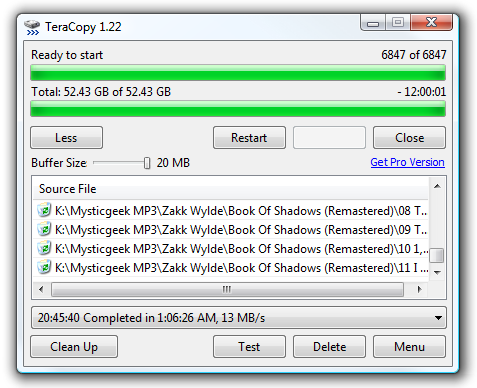 TeraCopy 1.22
Ready to start 6847 of 6847
Total: 52.43 GB of 52.43 GB - 12:00:01
Less Restart Close
Buffer Size 20 MB Get Pro Version
Source File
K:\Mysticgeek MP3\Zakk Wylde\Book Of Shadows (Remastered)\08 T...
K:\Mysticgeek MP3\Zakk Wylde\Book Of Shadows (Remastered)\09 T...
K:\Mysticgeek MP3\Zakk Wylde\Book Of Shadows (Remastered)\10 1,...
K:\Mysticgeek MP3\Zakk Wylde\Book Of Shadows (Remastered)\11 I ...
20:45:40 Completed in 1:06:26 AM, 13 MB/s
Clean Up Test Delete Menu